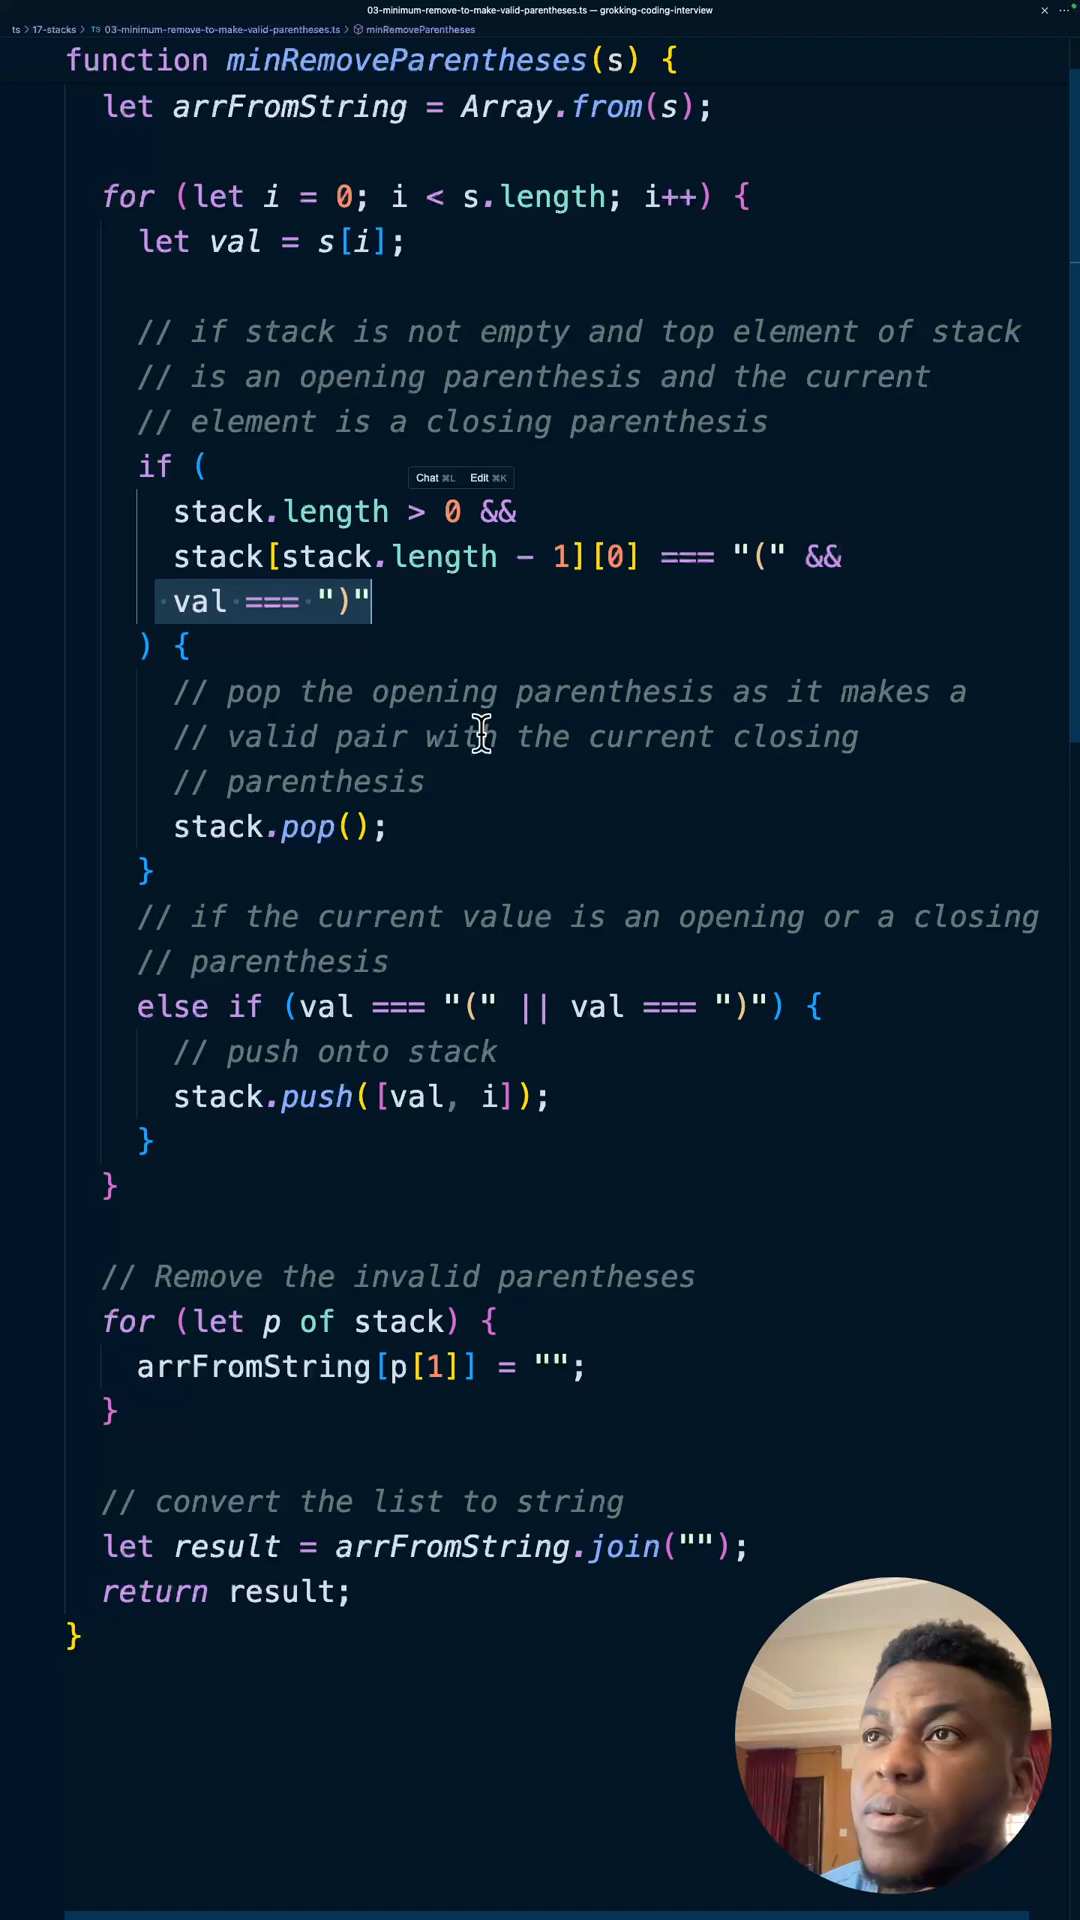 03-minimum-remove-to-make-valid-parentheses.ts — grokking-coding-interview
ts > 17-stacks > TS 03-minimum-remove-to-make-valid-parentheses.ts > minRemoveParentheses
function minRemoveParentheses(s) {
let arrFromString = Array.from(s);
for (let i = 0; i < s.length; i++) {
let val = s[i];
// if stack is not empty and top element of stack
// is an opening parenthesis and the current
// element is a closing parenthesis
if (
Chat ⌘L Edit ⌘K
stack.length > 0 &&
stack[stack.length - 1][0] === "(" &&
val === ")"
) {
// pop the opening parenthesis as it makes a
// valid pair with the current closing
// parenthesis
stack.pop();
}
// if the current value is an opening or a closing
// parenthesis
else if (val === "(" || val === ")") {
// push onto stack
stack.push([val, i]);
}
}
// Remove the invalid parentheses
for (let p of stack) {
arrFromString[p[1]] = "";
}
// convert the list to string
let result = arrFromString.join("");
return result;
}